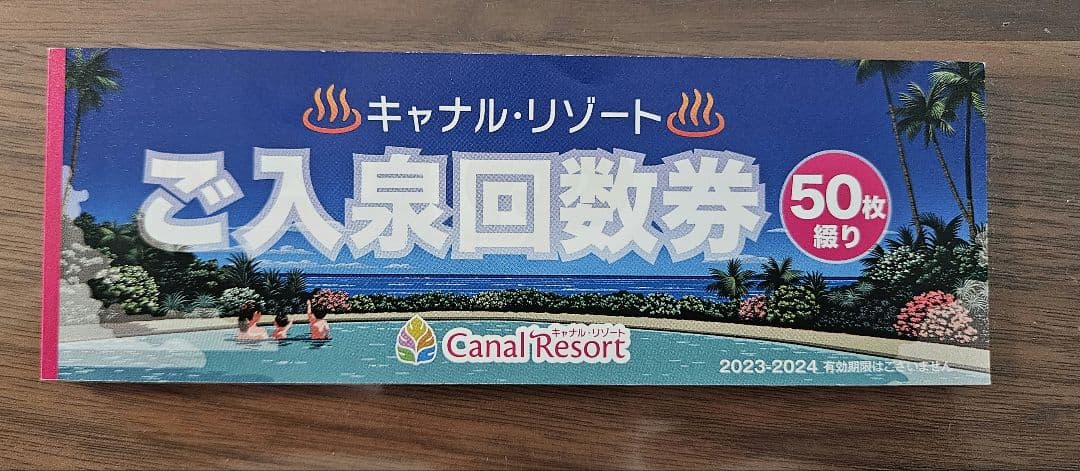 キャナル・リゾート
ご入泉回数券
50枚
綴り
キャナル・リゾート
Canal Resort
2023-2024 有効期限はございません